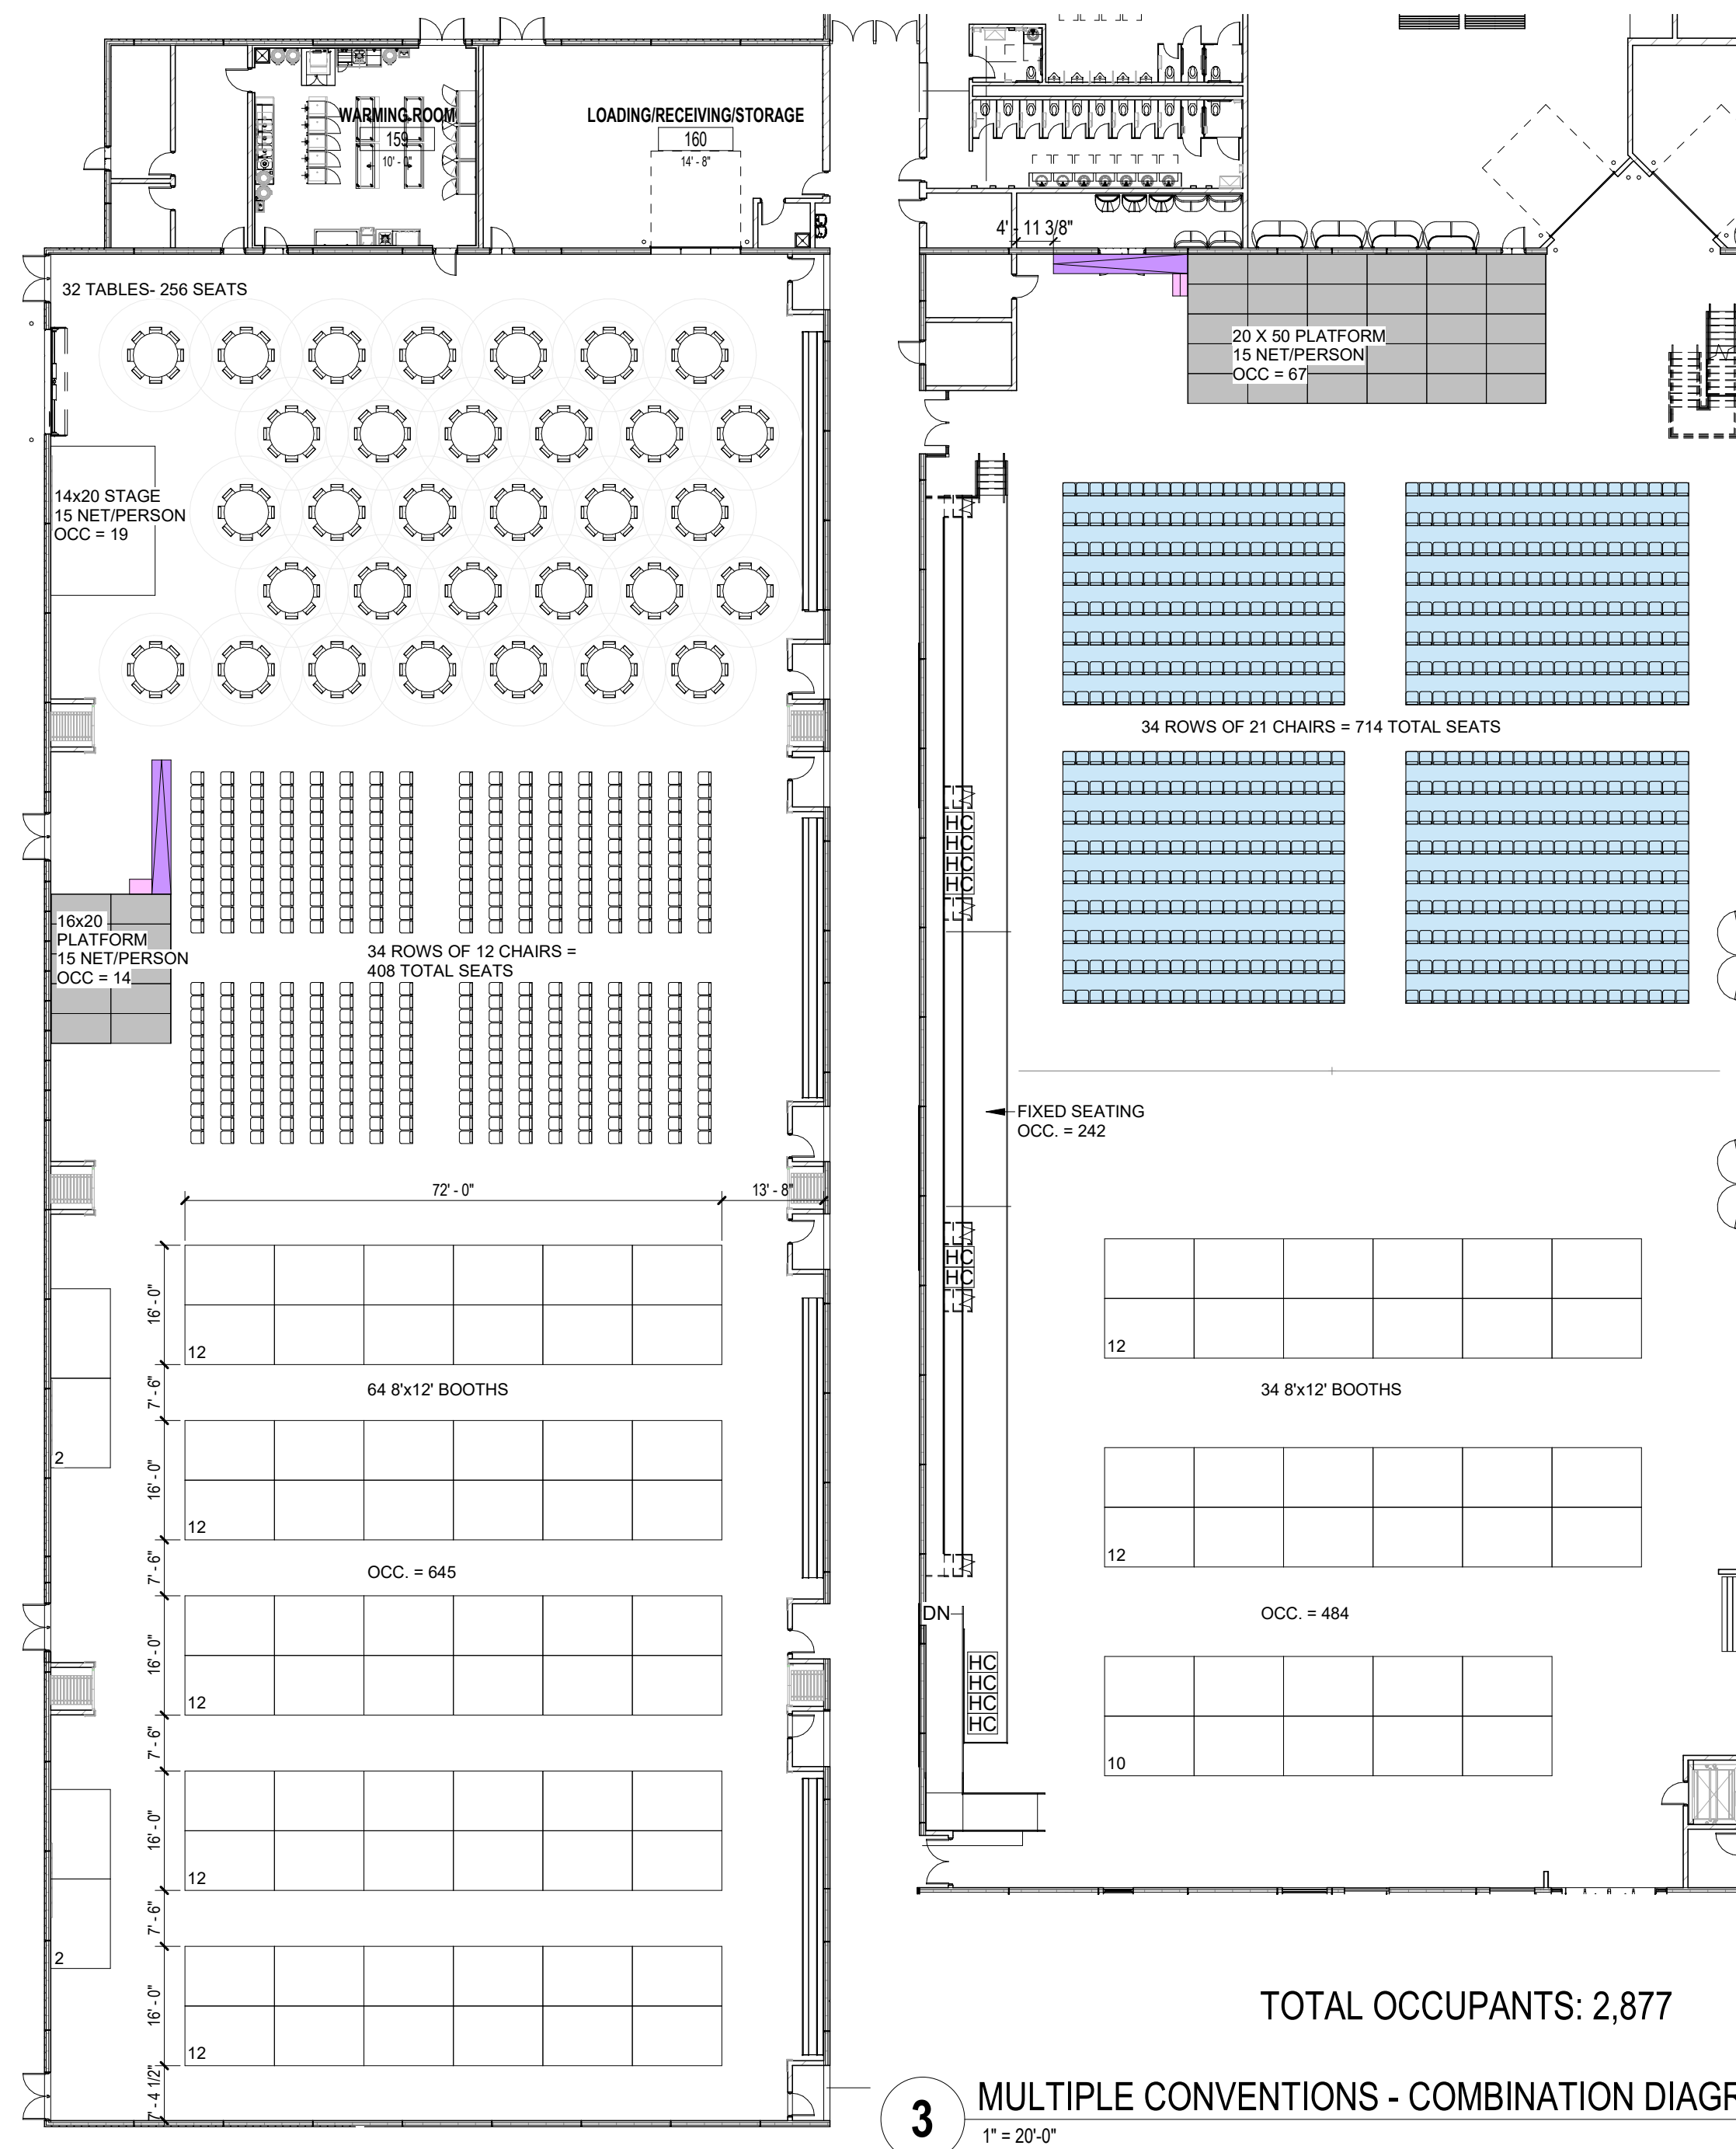 WARMING ROOM
159
10' - 0"
LOADING/RECEIVING/STORAGE
160
14' - 8"
4' - 11 3/8"
32 TABLES- 256 SEATS
20 X 50 PLATFORM
15 NET/PERSON
OCC = 67
14x20 STAGE
15 NET/PERSON
OCC = 19
34 ROWS OF 21 CHAIRS = 714 TOTAL SEATS
HC
HC
HC
HC
16x20
PLATFORM
15 NET/PERSON
OCC = 14
34 ROWS OF 12 CHAIRS =
408 TOTAL SEATS
FIXED SEATING
OCC. = 242
72' - 0"
13' - 8"
HC
HC
16' - 0"
12
12
7' - 6"
64 8'x12' BOOTHS
34 8'x12' BOOTHS
2
16' - 0"
12
12
7' - 6"
OCC. = 645
DN
OCC. = 484
16' - 0"
12
HC
HC
HC
HC
7' - 6"
10
16' - 0"
12
7' - 6"
2
16' - 0"
12
TOTAL OCCUPANTS: 2,877
7' - 4 1/2"
3
MULTIPLE CONVENTIONS - COMBINATION DIAGR
1" = 20'-0"